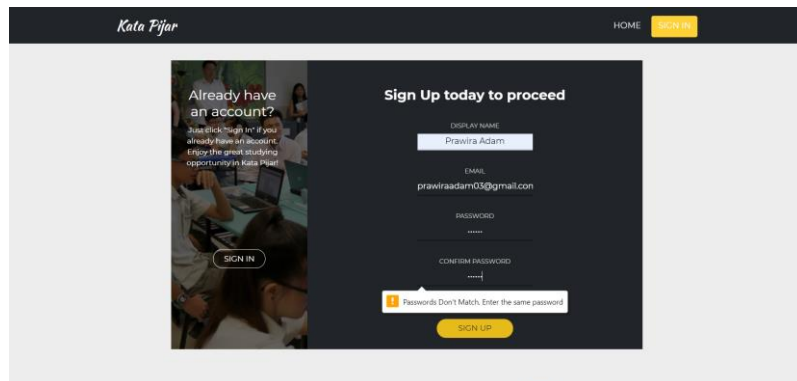 Kata Pijar
HOME
SIGN IN
Already have
an account?
Just click "Sign In" if you
already have an account.
Enjoy the great studying
opportunity in Kata Pijar!
SIGN IN
Sign Up today to proceed
DISPLAY NAME
Prawira Adam
EMAIL
prawiraadam03@gmail.con
PASSWORD
CONFIRM PASSWORD
Passwords Don't Match. Enter the same password
SIGN UP